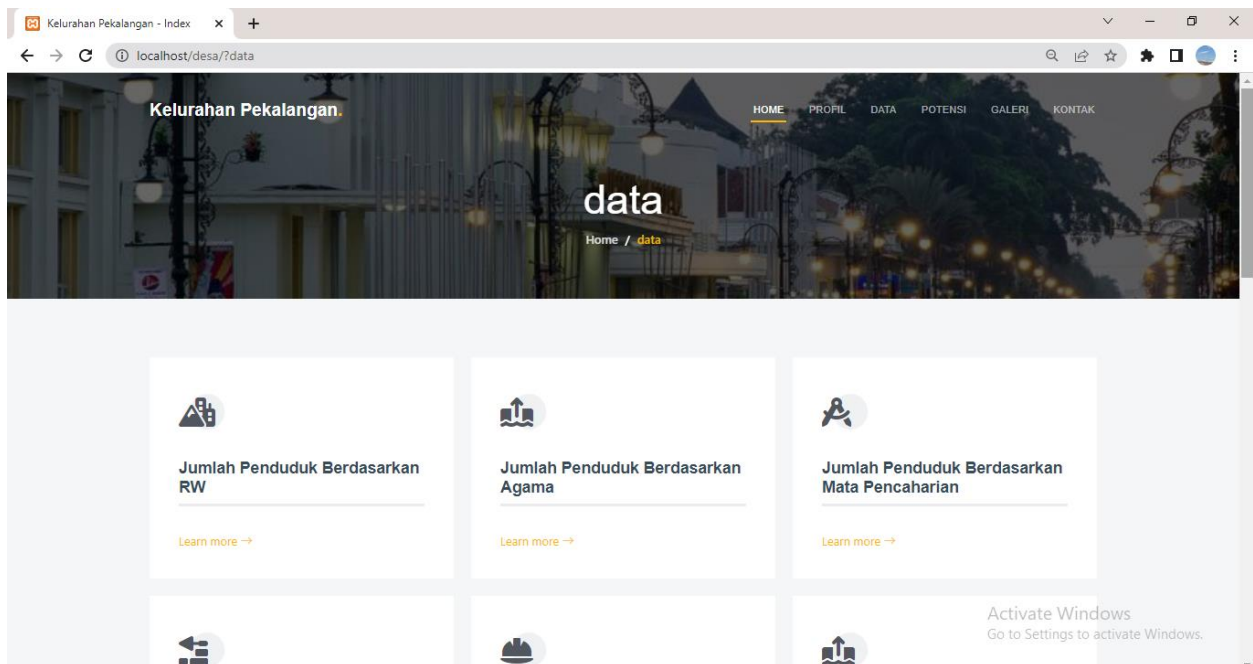 Kelurahan Pekalangan - Index
localhost/desa/?data
Kelurahan Pekalangan.
HOME PROFIL DATA POTENSI GALERI KONTAK
data
Home / data
Jumlah Penduduk Berdasarkan
RW
Learn more →
Jumlah Penduduk Berdasarkan
Agama
Learn more →
Jumlah Penduduk Berdasarkan
Mata Pencaharian
Learn more →
Activate Windows
Go to Settings to activate Windows.